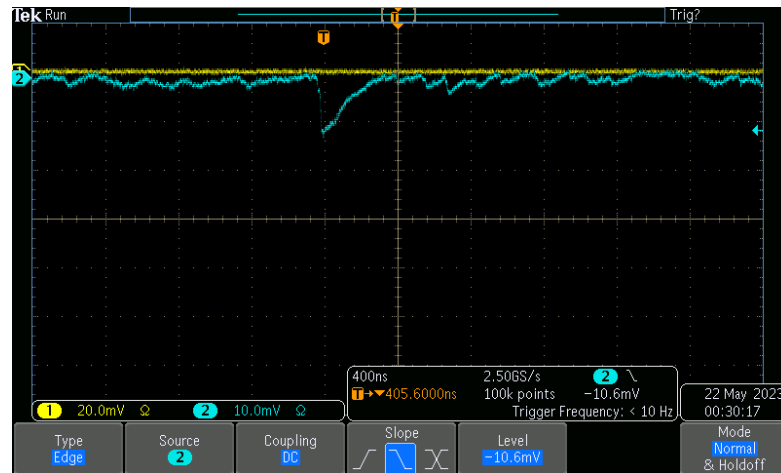 Tek Run Trig?
T
T
1
2
400ns 2.50GS/s 2 \
T→▼405.6000ns 100k points −10.6mV
Trigger Frequency: < 10 Hz
1 20.0mV Ω 2 10.0mV Ω
22 May 2023
00:30:17
Type
Edge
Source
2
Coupling
DC
Slope
Level
−10.6mV
Mode
Normal
& Holdoff